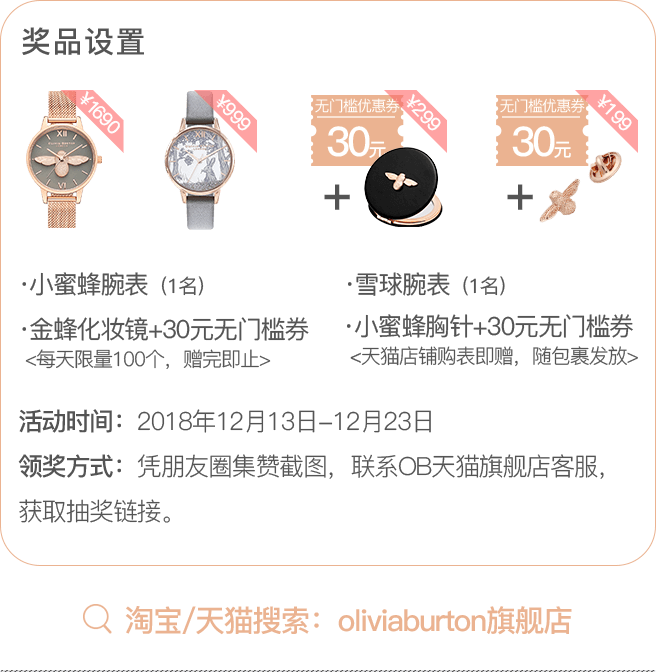 奖品设置
¥1690
¥999
无门槛优惠券
30元
¥299
无门槛优惠券
30元
¥199
+
+
·小蜜蜂腕表（1名）
·雪球腕表（1名）
·金蜂化妆镜+30元无门槛券
<每天限量100个，赠完即止>
·小蜜蜂胸针+30元无门槛券
<天猫店铺购表即赠，随包裹发放>
活动时间：2018年12月13日-12月23日
领奖方式：凭朋友圈集赞截图，联系OB天猫旗舰店客服，
获取抽奖链接。
淘宝/天猫搜索：oliviaburton旗舰店